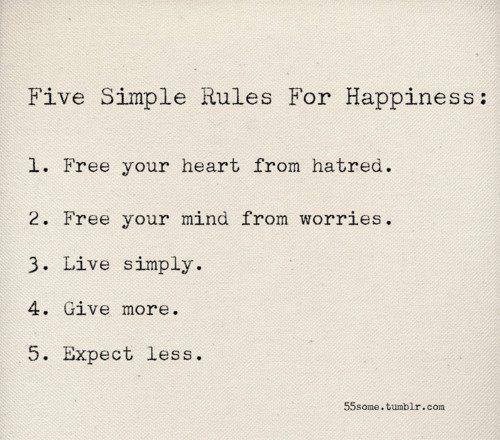 Five Simple Rules For Happiness:
1. Free your heart from hatred.
2. Free your mind from worries.
3. Live simply.
4. Give more.
5. Expect less.
55some.tumblr.com